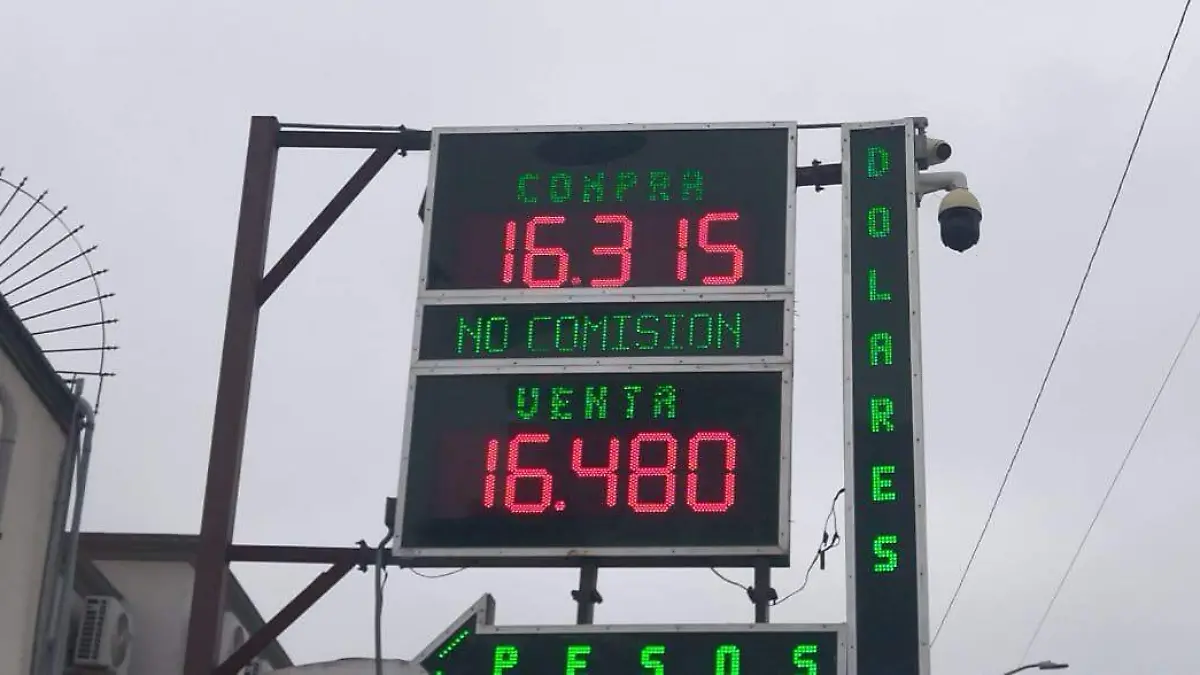 COMPRA
16.315
NO COMISION
VENTA
16.480
DOLARES
PESOS